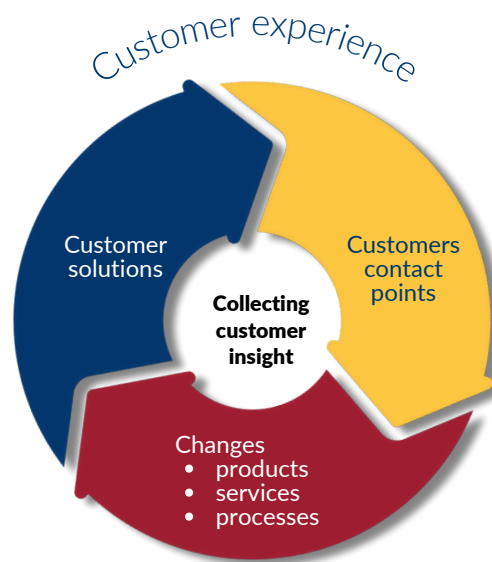 Customer experience
Customer
solutions
Customers
contact
points
Collecting
customer
insight
Changes
• products
• services
• processes